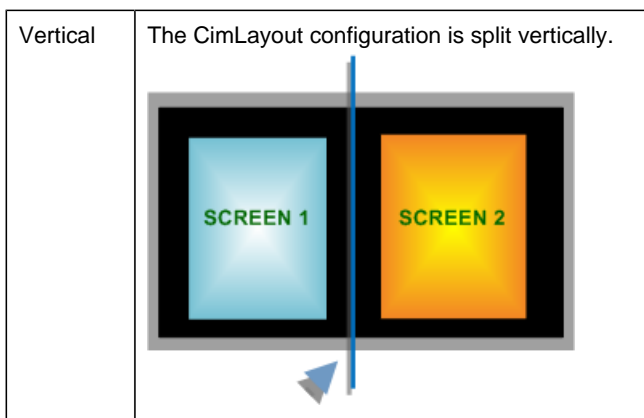 Vertical
The CimLayout configuration is split vertically.
SCREEN 1
SCREEN 2